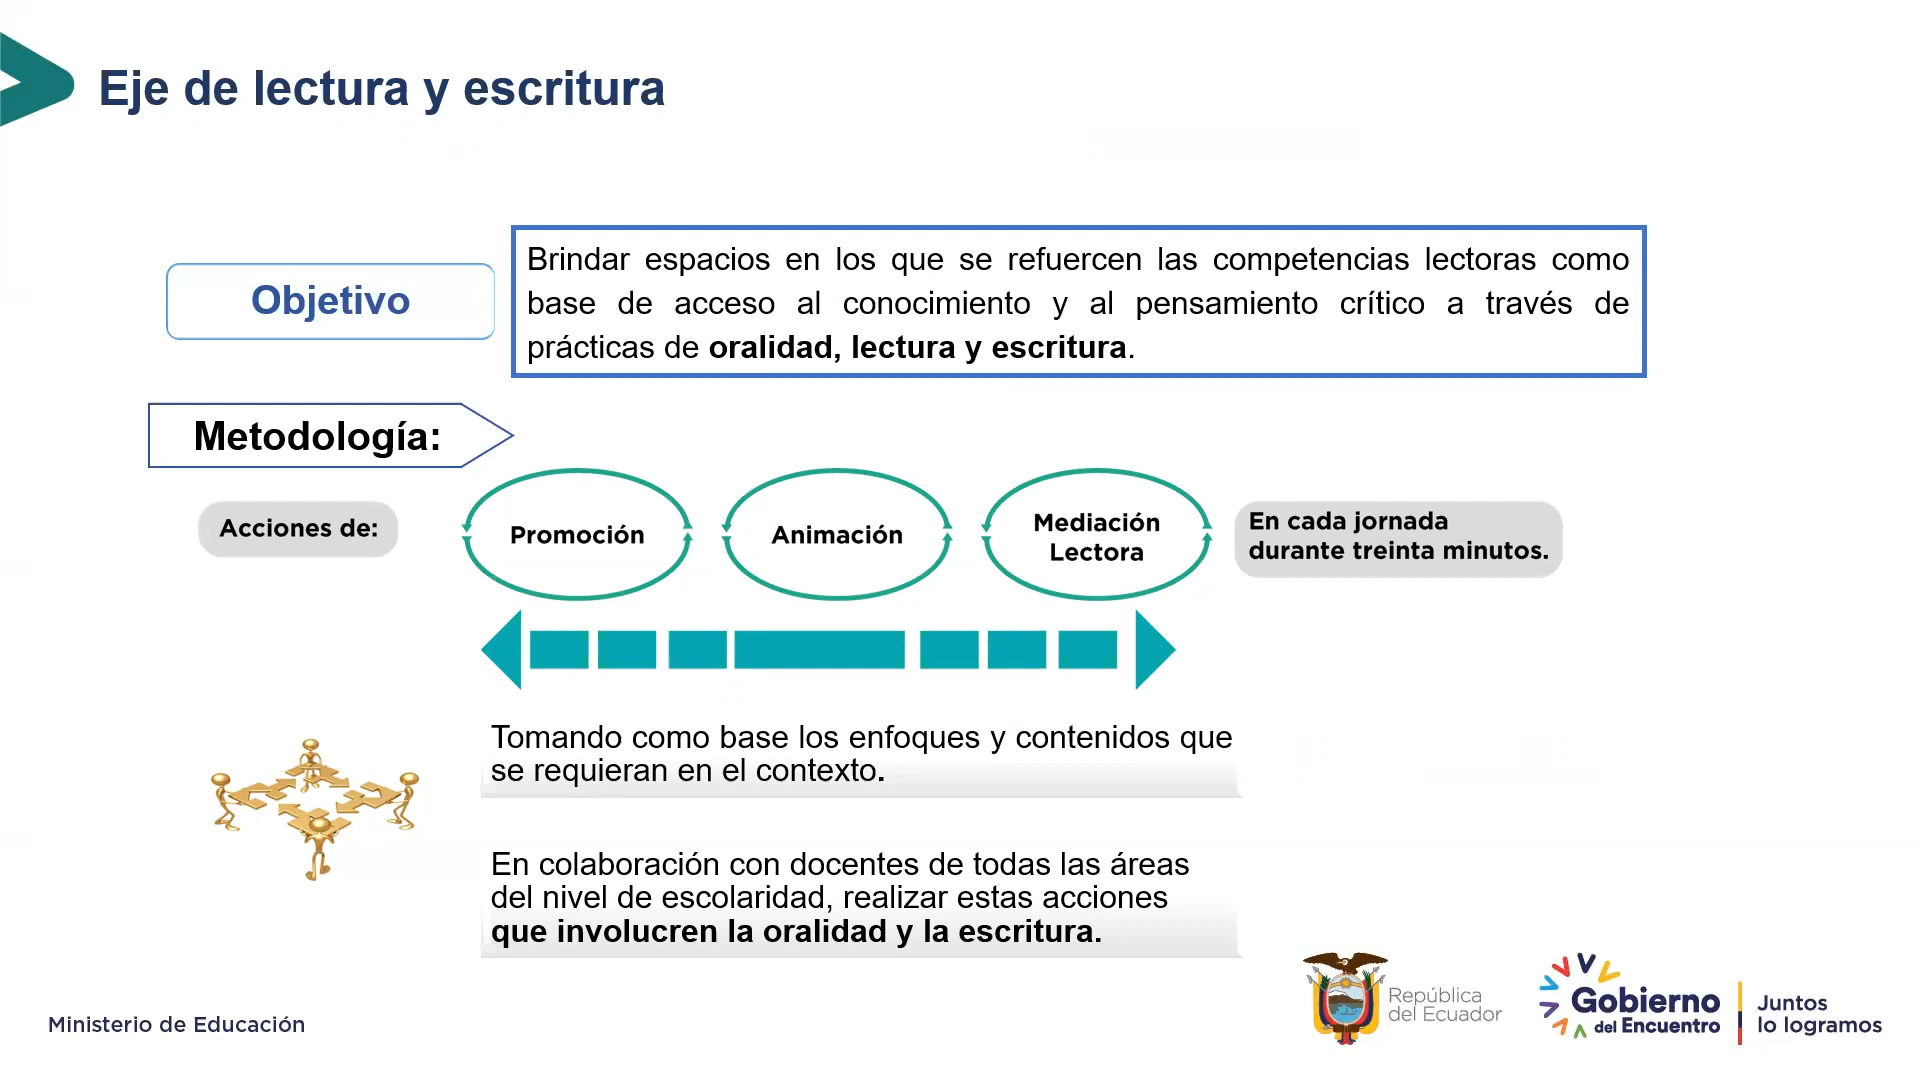 Eje de lectura y escritura
Objetivo
Brindar espacios en los que se refuercen las competencias lectoras como
base de acceso al conocimiento y al pensamiento crítico a través de
prácticas de oralidad, lectura y escritura.
Metodología:
Acciones de:
Promoción
Animación
Mediación
Lectora
En cada jornada
durante treinta minutos.
Tomando como base los enfoques y contenidos que
se requieran en el contexto.
En colaboración con docentes de todas las áreas
del nivel de escolaridad, realizar estas acciones
que involucren la oralidad y la escritura.
Ministerio de Educación
República
del Ecuador
Gobierno
del Encuentro
Juntos
lo logramos